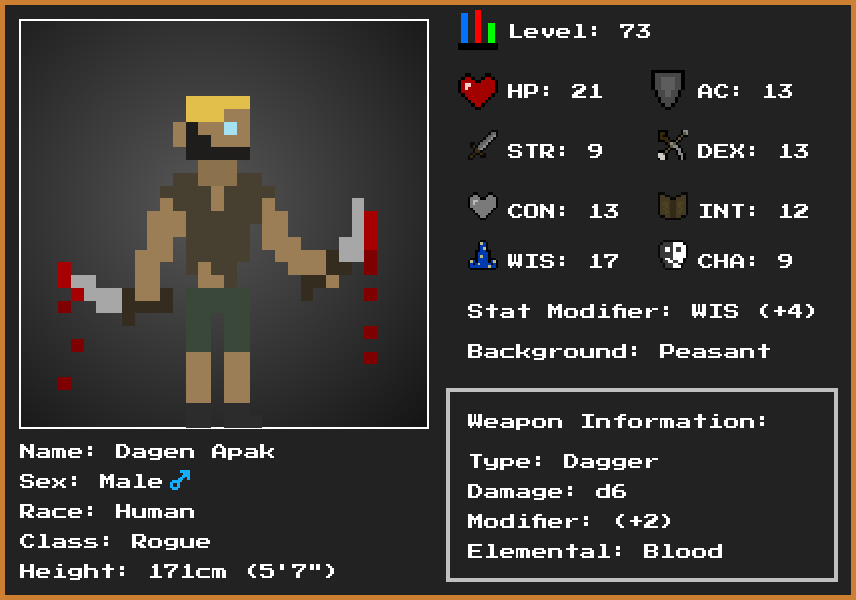 Level: 73
HP: 21 AC: 13
STR: 9 DEX: 13
CON: 13 INT: 12
WIS: 17 CHA: 9
Stat Modifier: WIS (+4)
Background: Peasant
Weapon Information:
Type: Dagger
Damage: d6
Modifier: (+2)
Elemental: Blood
Name: Dagen Apak
Sex: Male ♂
Race: Human
Class: Rogue
Height: 171cm (5'7")